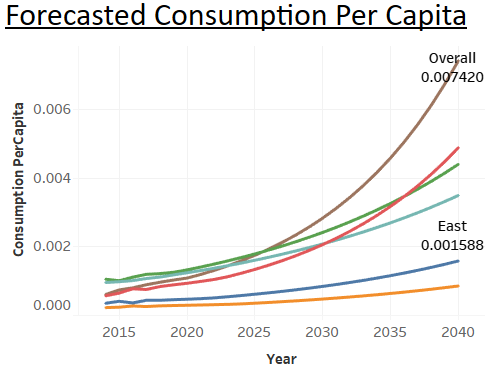 Forecasted Consumption Per Capita
Overall
0.007420
0.006
0.004
0.002
0.000
East
0.001588
Consumption PerCapita
2015 2020 2025 2030 2035 2040
Year